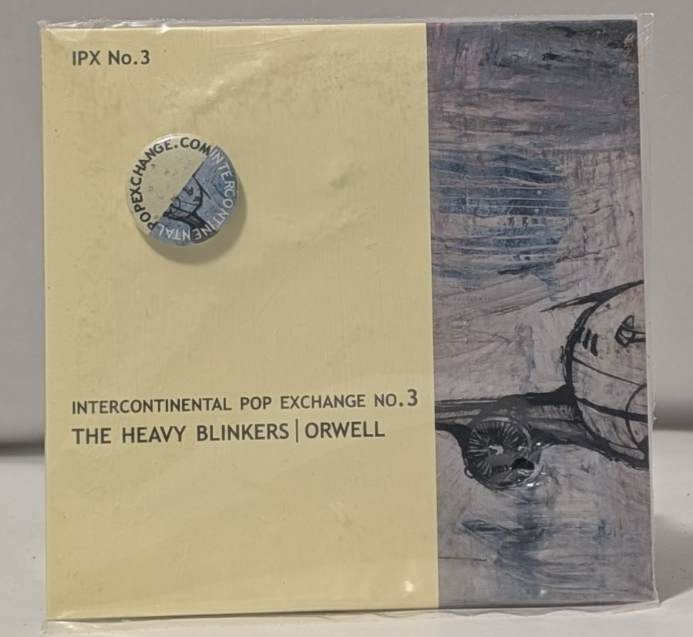 IPX No.3
POPEXCHANGE.COM
INTERCONTINENTAL
INTERCONTINENTAL POP EXCHANGE NO.3
THE HEAVY BLINKERS | ORWELL